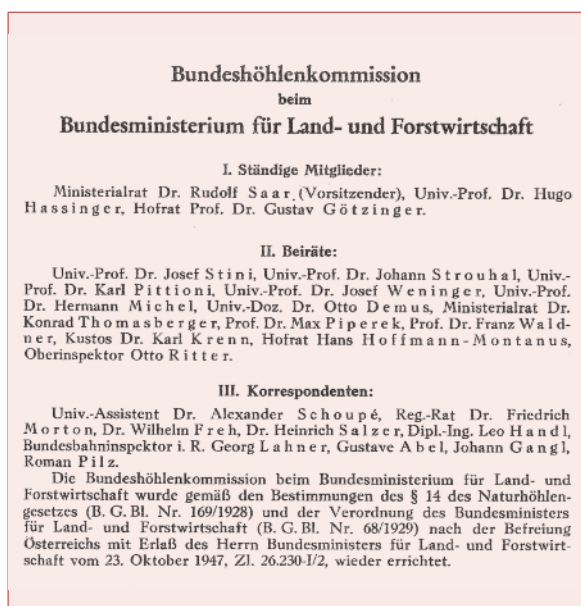 Bundeshöhlenkommission
beim
Bundesministerium für Land- und Forstwirtschaft
I. Ständige Mitglieder:
Ministerialrat Dr. Rudolf Saar (Vorsitzender), Univ.-Prof. Dr. Hugo
Hassinger, Hofrat Prof. Dr. Gustav Götzinger.
II. Beiräte:
Univ.-Prof. Dr. Josef Stini, Univ.-Prof. Dr. Johann Strouhal, Univ.-
Prof. Dr. Karl Pittioni, Univ.-Prof. Dr. Josef Weninger, Univ.-Prof.
Dr. Hermann Michel, Univ.-Doz. Dr. Otto Demus, Ministerialrat Dr.
Konrad Thomasberger, Prof. Dr. Max Piperek, Prof. Dr. Franz Wald-
ner, Kustos Dr. Karl Krenn, Hofrat Hans Hoffmann-Montanus,
Oberinspektor Otto Ritter.
III. Korrespondenten:
Univ.-Assistent Dr. Alexander Schoupé, Reg.-Rat Dr. Friedrich
Morton, Dr. Wilhelm Freh, Dr. Heinrich Salzer, Dipl.-Ing. Leo Handl,
Bundesbahninspektor i. R. Georg Lahner, Gustave Abel, Johann Gangl,
Roman Pilz.
Die Bundeshöhlenkommission beim Bundesministerium für Land- und
Forstwirtschaft wurde gemäß den Bestimmungen des § 14 des Naturhöhlen-
gesetzes (B. G. Bl. Nr. 169/1928) und der Verordnung des Bundesministers
für Land- und Forstwirtschaft (B. G. Bl. Nr. 68/1929) nach der Befreiung
Österreichs mit Erlaß des Herrn Bundesministers für Land- und Forstwirt-
schaft vom 23. Oktober 1947, Zl. 26.230-I/2, wieder errichtet.